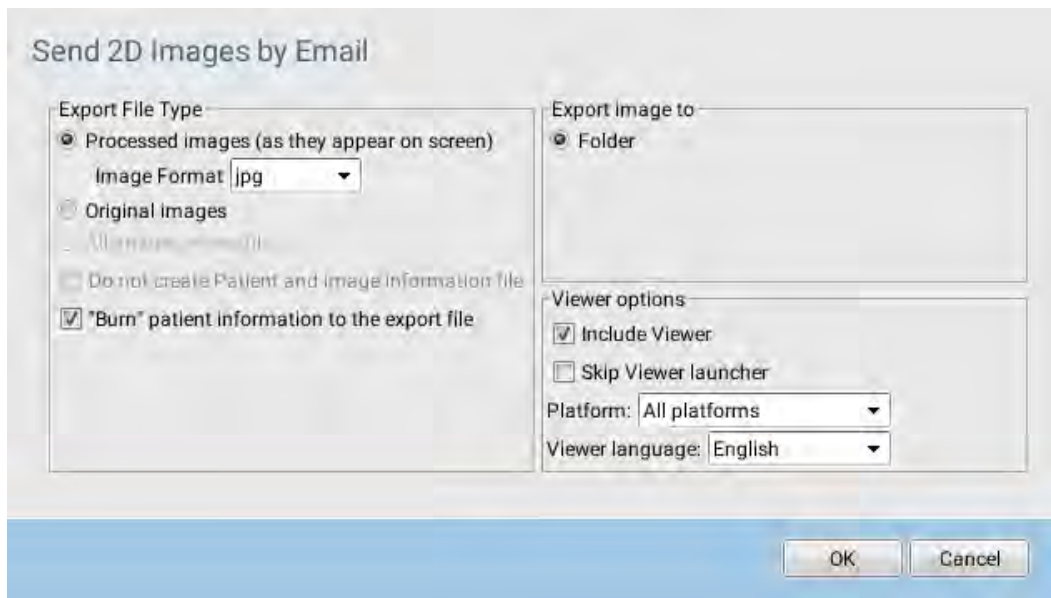 Send 2D Images by Email
Export File Type
Processed images (as they appear on screen)
Image Format jpg
Original images
Do not create Patient and image information file
"Burn" patient information to the export file
Export image to
Folder
Viewer options
Include Viewer
Skip Viewer launcher
Platform: All platforms
Viewer language: English
OK Cancel